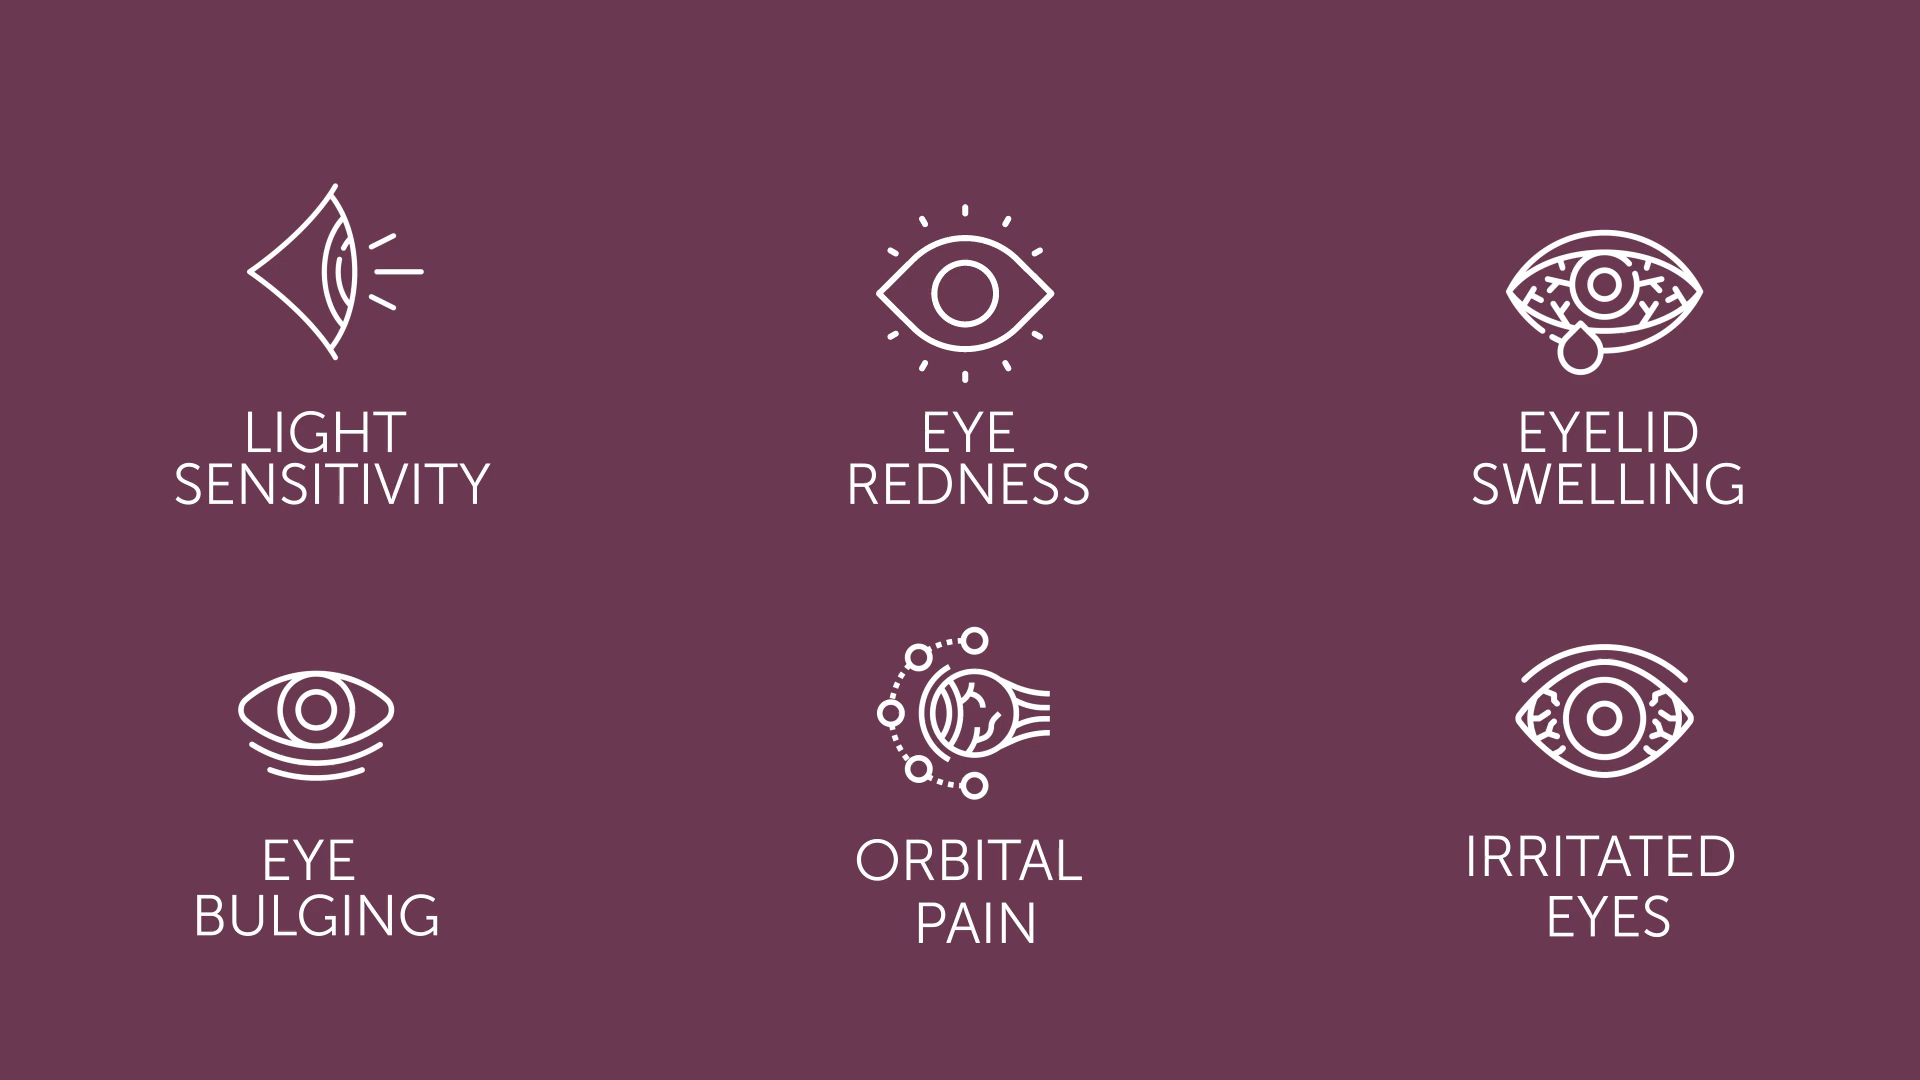 LIGHT
SENSITIVITY
EYE
REDNESS
EYELID
SWELLING
EYE
BULGING
ORBITAL
PAIN
IRRITATED
EYES